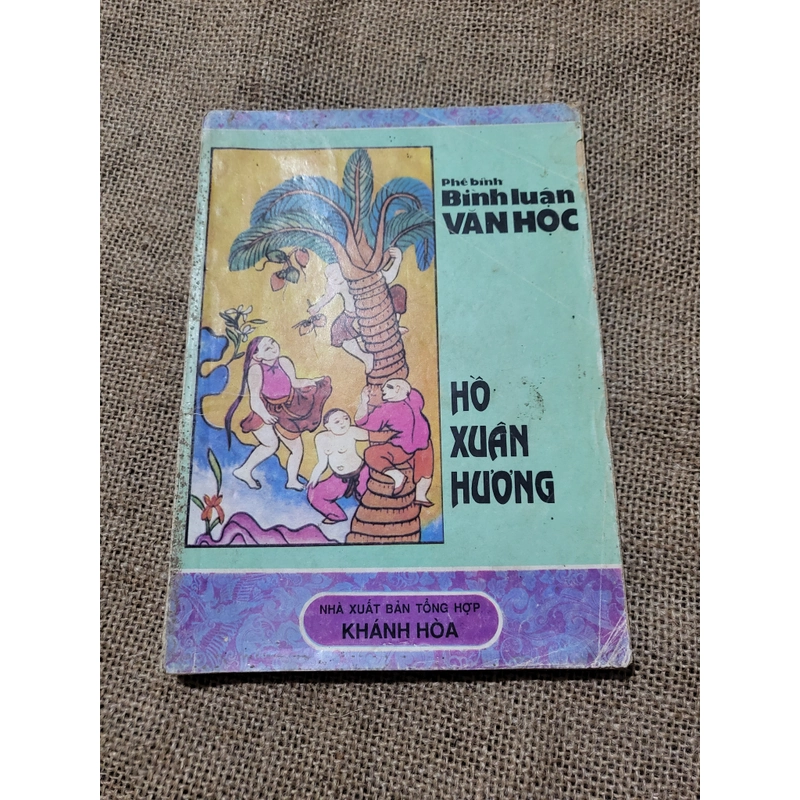 Phê bình
Bình luận
VĂN HỌC
HỒ
XUÂN
HƯƠNG
NHÀ XUẤT BẢN TỔNG HỢP
KHÁNH HÒA